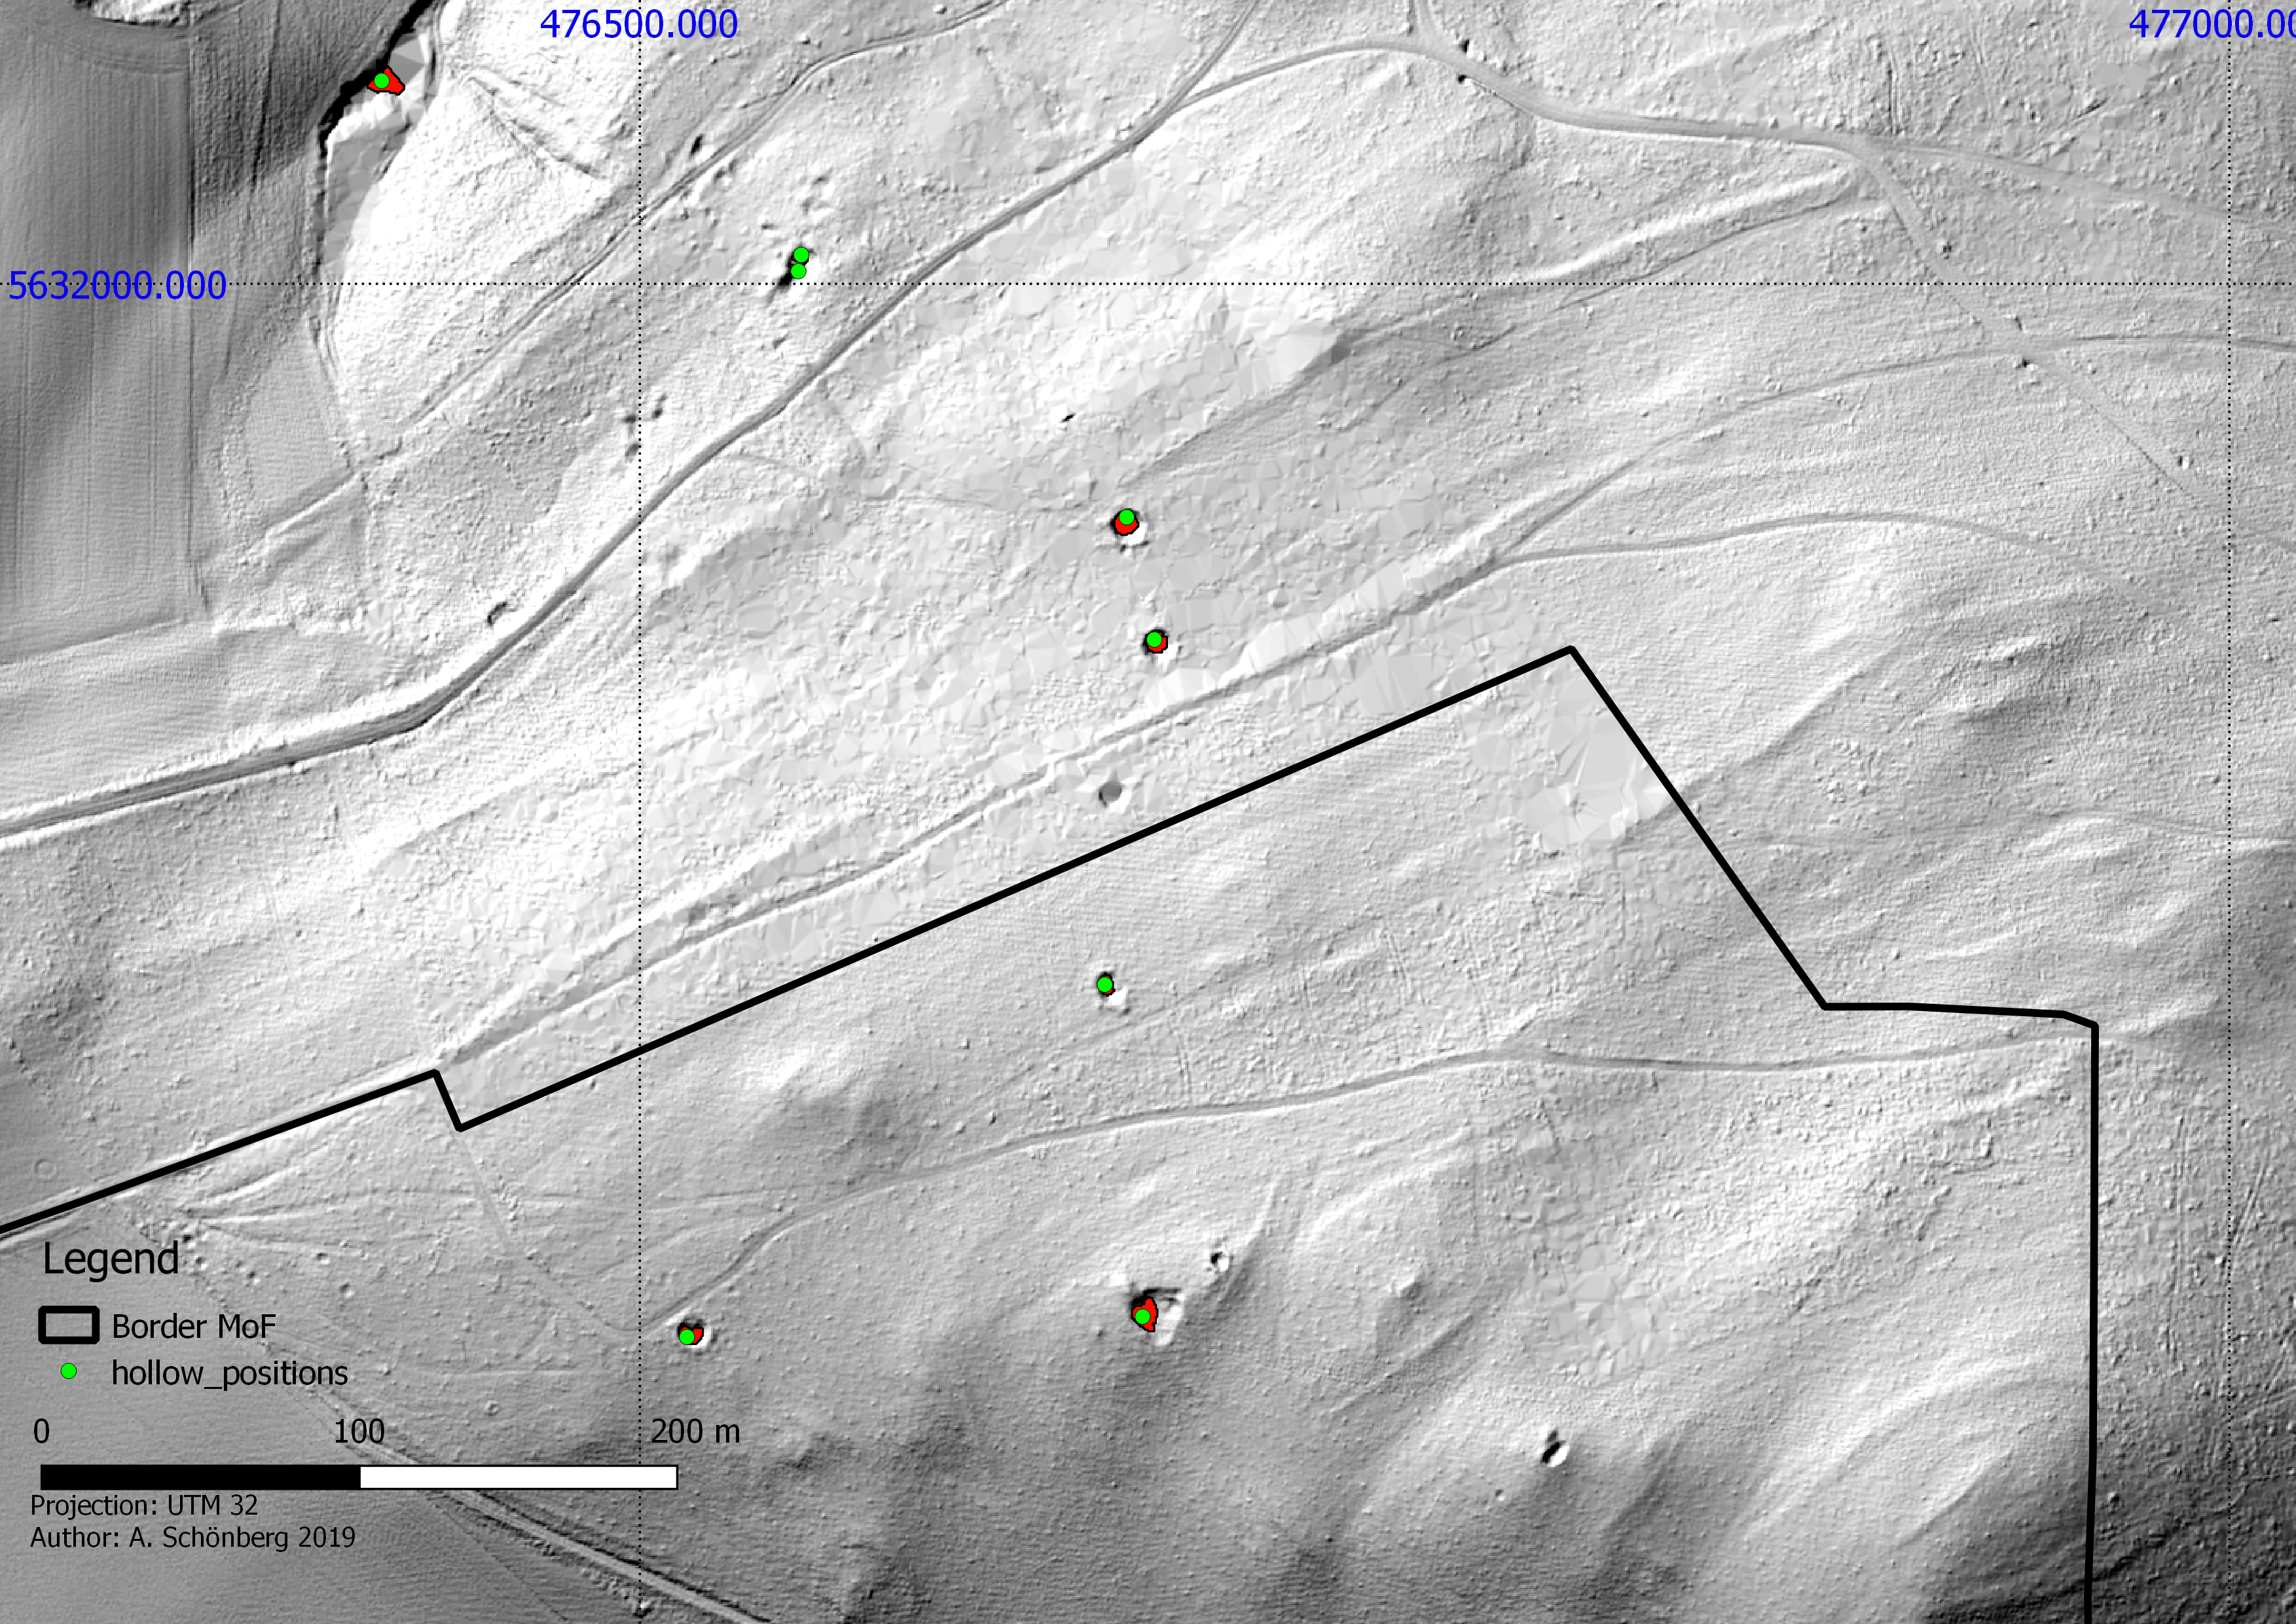 476500.000
477000.00
5632000.000
Legend
Border MoF
hollow_positions
0 100 200 m
Projection: UTM 32
Author: A. Schönberg 2019